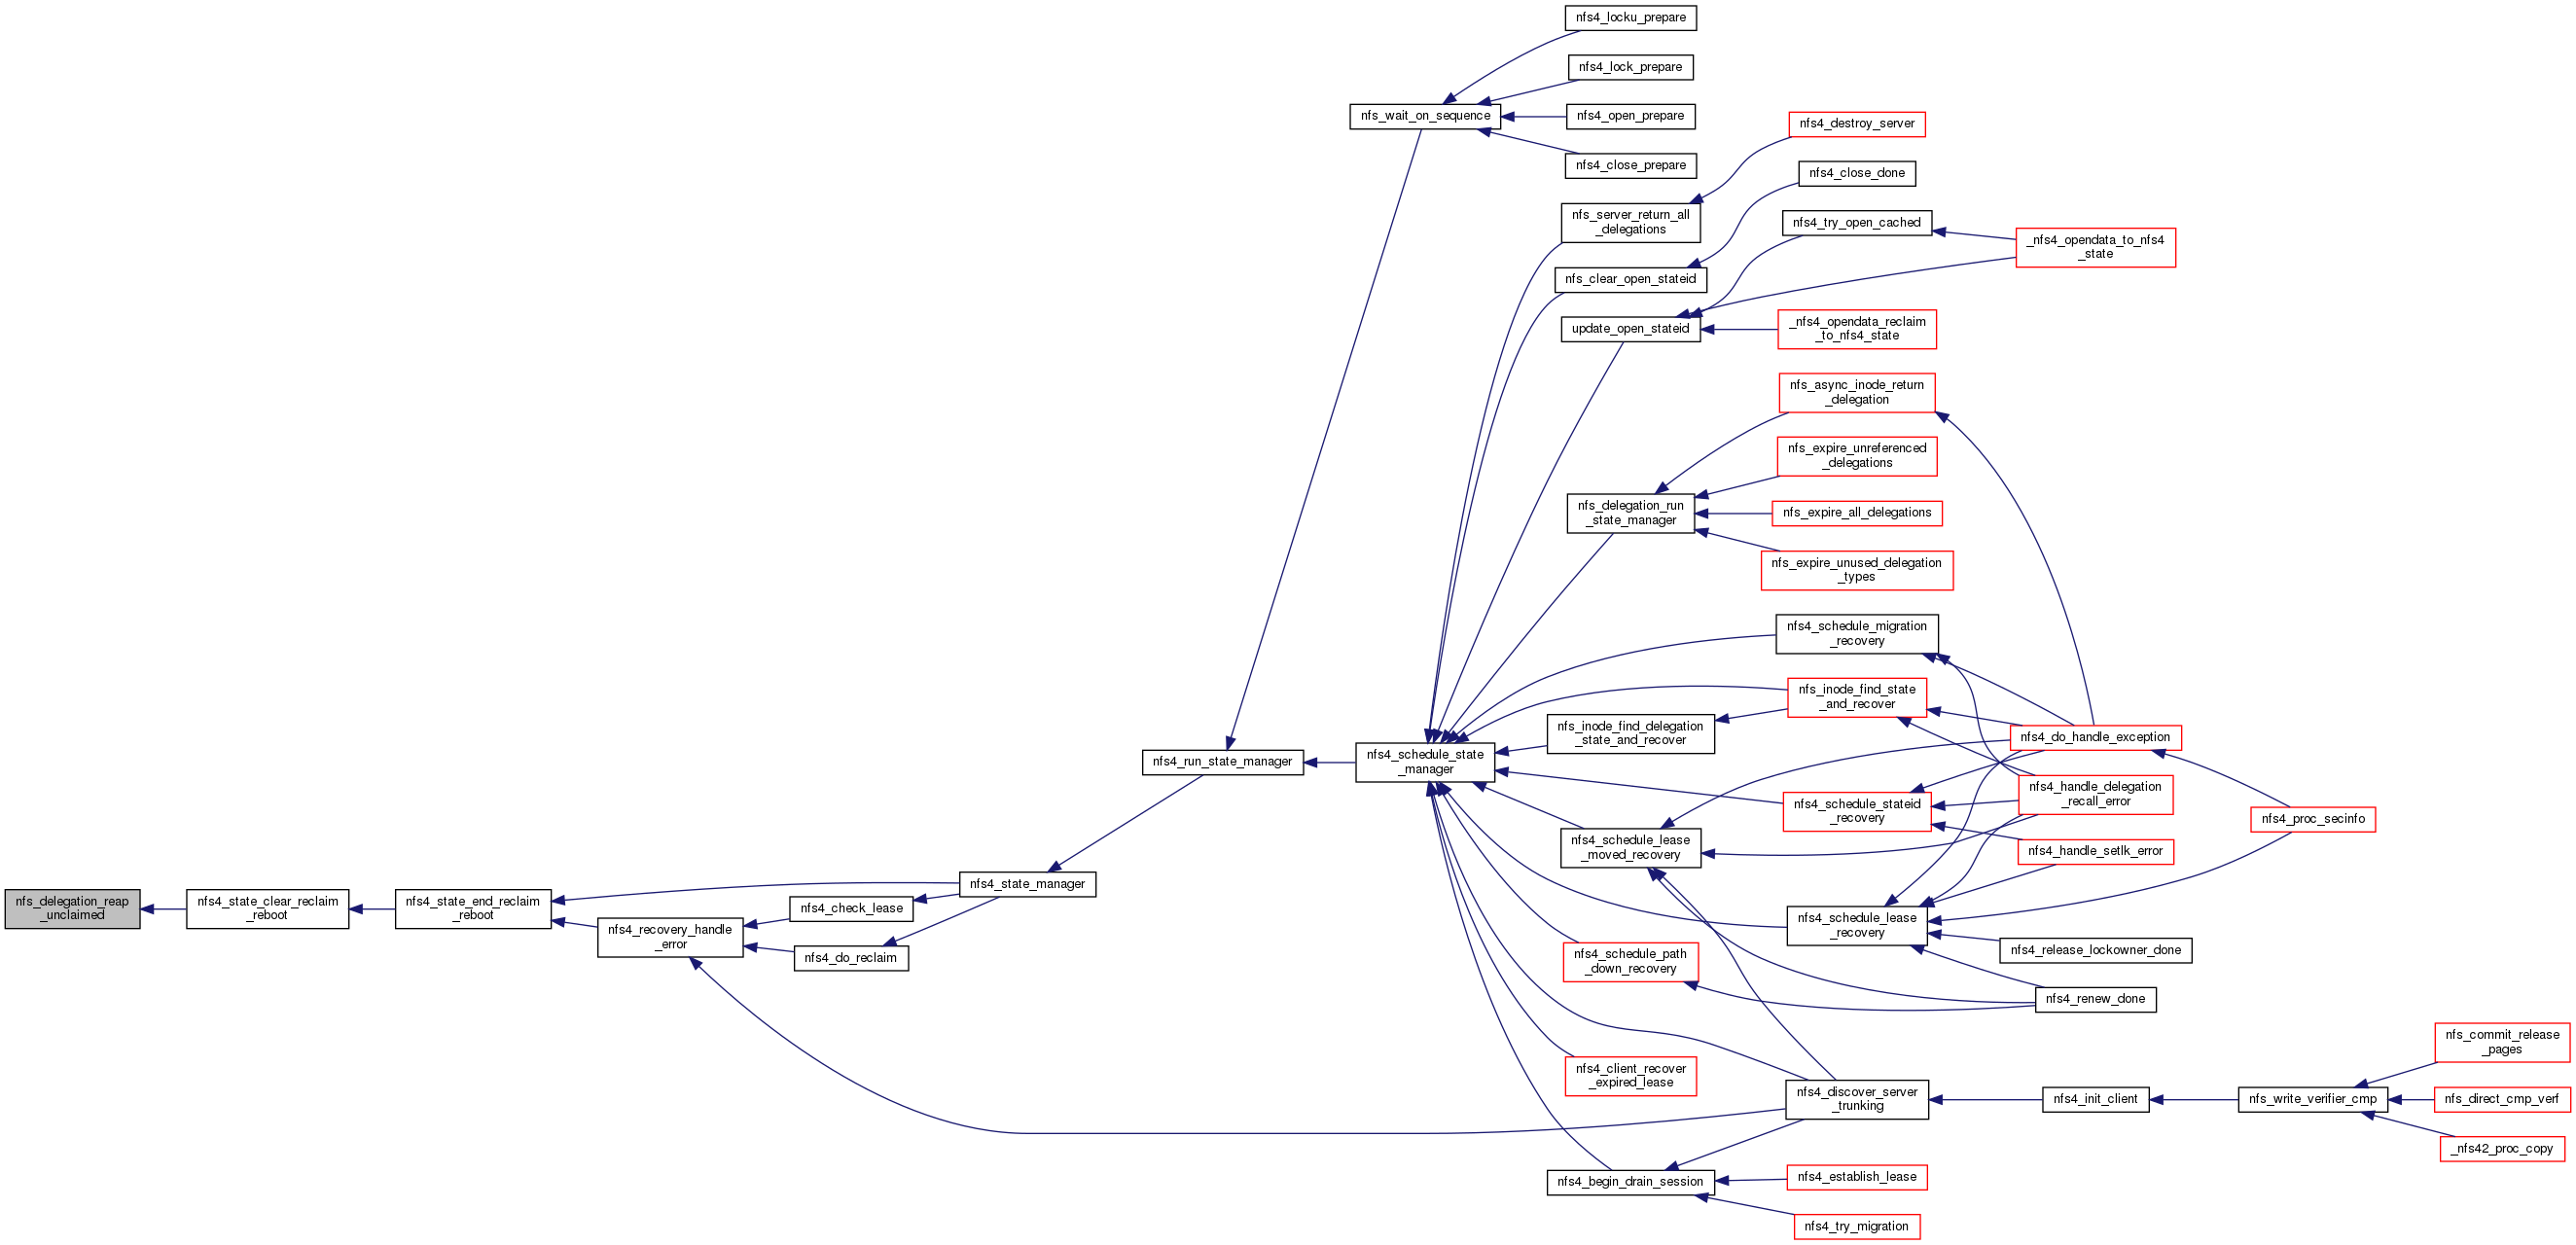 nfs4_locku_prepare
nfs4_lock_prepare
nfs_wait_on_sequence
nfs4_open_prepare
nfs4_close_prepare
nfs4_destroy_server
nfs4_close_done
nfs_server_return_all
_delegations
nfs4_try_open_cached
_nfs4_opendata_to_nfs4
_state
nfs_clear_open_stateid
update_open_stateid
_nfs4_opendata_reclaim
_to_nfs4_state
nfs_async_inode_return
_delegation
nfs_expire_unreferenced
_delegations
nfs_delegation_run
_state_manager
nfs_expire_all_delegations
nfs_expire_unused_delegation
_types
nfs4_schedule_migration
_recovery
nfs_inode_find_state
_and_recover
nfs_inode_find_delegation
_state_and_recover
nfs4_do_handle_exception
nfs4_run_state_manager
nfs4_schedule_state
_manager
nfs4_handle_delegation
_recall_error
nfs4_schedule_stateid
_recovery
nfs4_proc_secinfo
nfs4_schedule_lease
_moved_recovery
nfs4_handle_setlk_error
nfs4_state_manager
nfs_delegation_reap
_unclaimed
nfs4_state_clear_reclaim
_reboot
nfs4_state_end_reclaim
_reboot
nfs4_check_lease
nfs4_recovery_handle
_error
nfs4_do_reclaim
nfs4_schedule_lease
_recovery
nfs4_release_lockowner_done
nfs4_schedule_path
_down_recovery
nfs4_renew_done
nfs4_client_recover
_expired_lease
nfs4_discover_server
_trunking
nfs4_init_client
nfs_write_verifier_cmp
nfs_commit_release
_pages
nfs_direct_cmp_verf
_nfs42_proc_copy
nfs4_begin_drain_session
nfs4_establish_lease
nfs4_try_migration